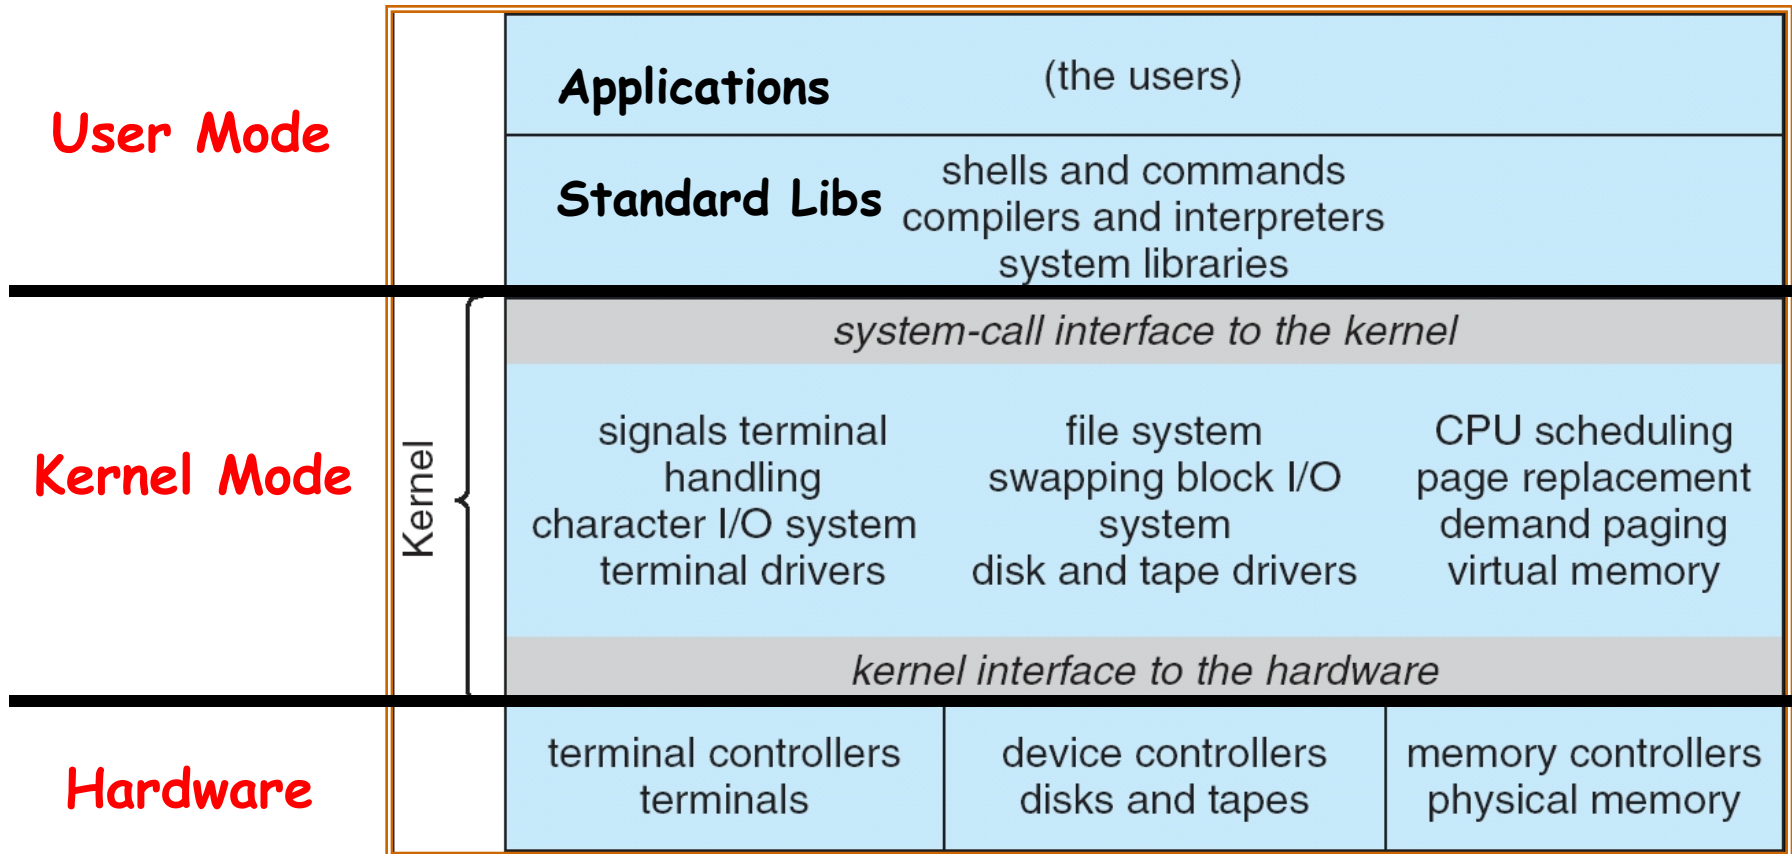 User Mode
Applications
(the users)
Standard Libs
shells and commands
compilers and interpreters
system libraries
Kernel Mode
Kernel
system-call interface to the kernel
signals terminal
handling
character I/O system
terminal drivers
file system
swapping block I/O
system
disk and tape drivers
CPU scheduling
page replacement
demand paging
virtual memory
kernel interface to the hardware
Hardware
terminal controllers
terminals
device controllers
disks and tapes
memory controllers
physical memory